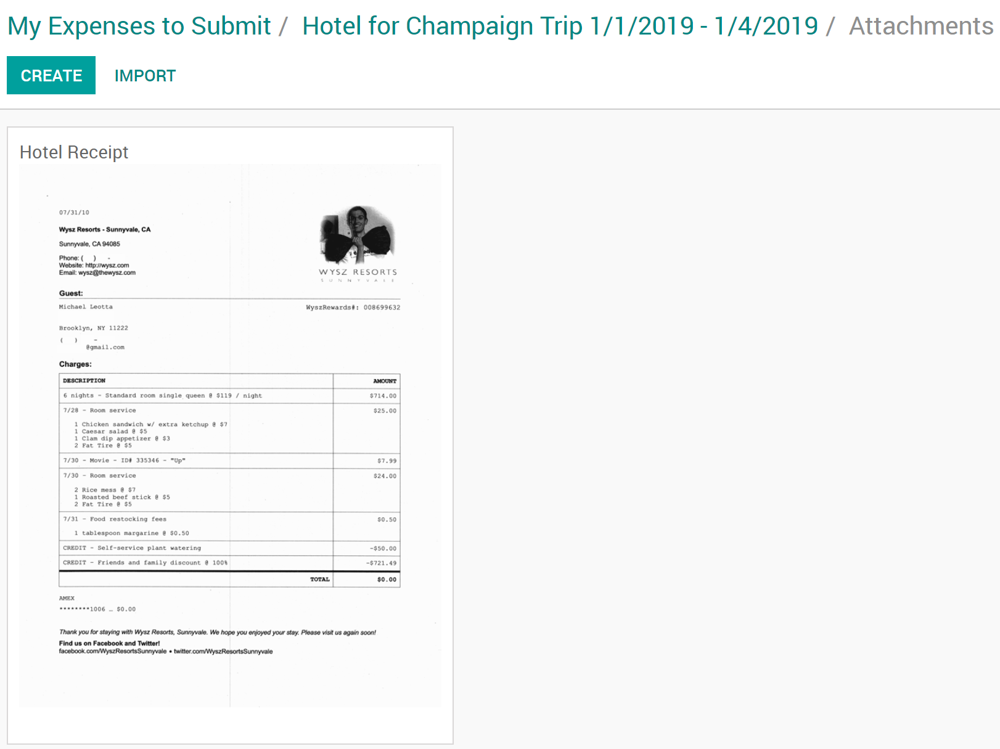 My Expenses to Submit / Hotel for Champaign Trip 1/1/2019 - 1/4/2019 / Attachments
CREATE IMPORT
Hotel Receipt
07/31/10
Wysz Resorts - Sunnyvale, CA
Sunnyvale, CA 94085
Phone: ( ) -
Website: http://wysz.com
Email: wysz@thewysz.com
WYSZ RESORTS
SUNNYVALE
Guest:
Michael Leotta WyszRewards#: 008699632
Brooklyn, NY 11222
( ) -
@gmail.com
Charges:
DESCRIPTION AMOUNT
6 nights - Standard room single queen @ $119 / night $714.00
7/28 - Room service $25.00
1 Chicken sandwich w/ extra ketchup @ $7
1 Caesar salad @ $5
1 Clam dip appetizer @ $3
2 Fat Tire @ $5
7/30 - Movie - ID# 335346 - "Up" $7.99
7/30 - Room service $24.00
2 Rice mess @ $7
1 Roasted beef stick @ $5
2 Fat Tire @ $5
7/31 - Food restocking fees $0.50
1 tablespoon margarine @ $0.50
CREDIT - Self-service plant watering -$50.00
CREDIT - Friends and family discount @ 100% -$721.49
TOTAL $0.00
AMEX
********1006 … $0.00
Thank you for staying with Wysz Resorts, Sunnyvale. We hope you enjoyed your stay. Please visit us again soon!
Find us on Facebook and Twitter!
facebook.com/WyszResortsSunnyvale • twitter.com/WyszResortsSunnyvale